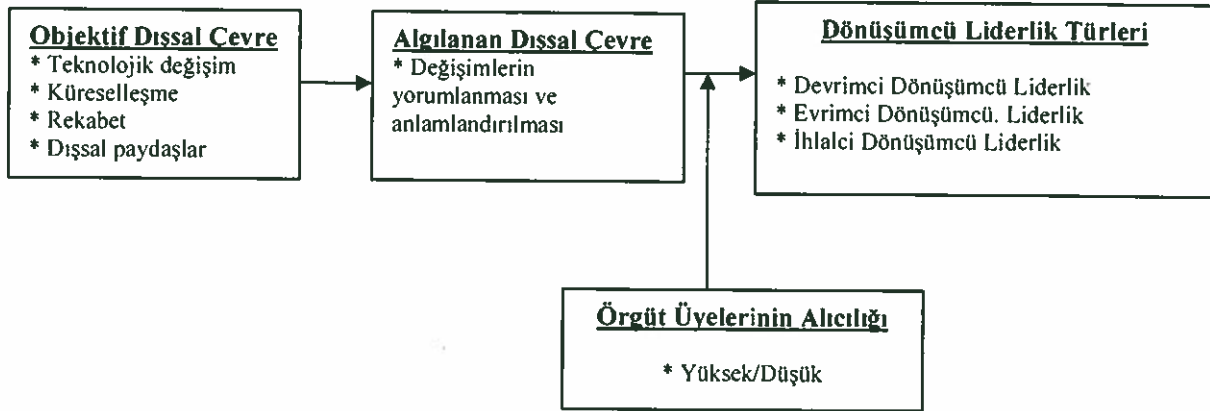 Objektif Dışsal Çevre
* Teknolojik değişim
* Küreselleşme
* Rekabet
* Dışsal paydaşlar
Algılanan Dışsal Çevre
* Değişimlerin
yorumlanması ve
anlamlandırılması
Dönüşümcü Liderlik Türleri
* Devrimci Dönüşümcü Liderlik
* Evrimci Dönüşümcü. Liderlik
* İhlalci Dönüşümcü Liderlik
Örgüt Üyelerinin Alıcılığı
* Yüksek/Düşük